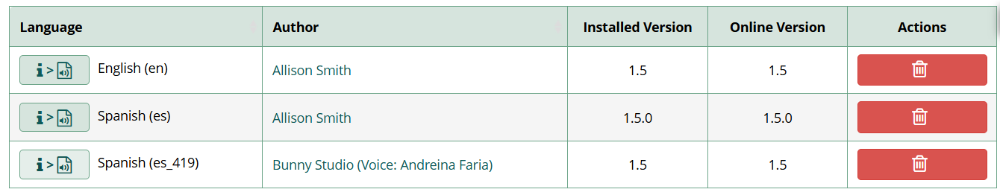 Language Author Installed Version Online Version Actions
i > English (en) Allison Smith 1.5 1.5
i > Spanish (es) Allison Smith 1.5.0 1.5.0
i > Spanish (es_419) Bunny Studio (Voice: Andreina Faria) 1.5 1.5